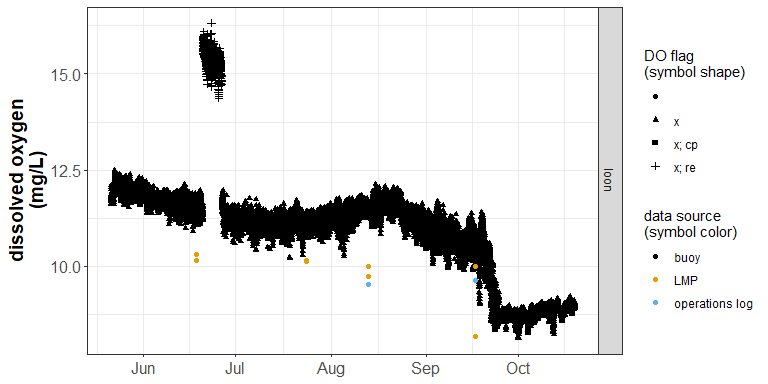 dissolved oxygen
(mg/L)
15.0
12.5
10.0
Jun
Jul
Aug
Sep
Oct
loon
DO flag
(symbol shape)
x
x; cp
x; re
data source
(symbol color)
buoy
LMP
operations log